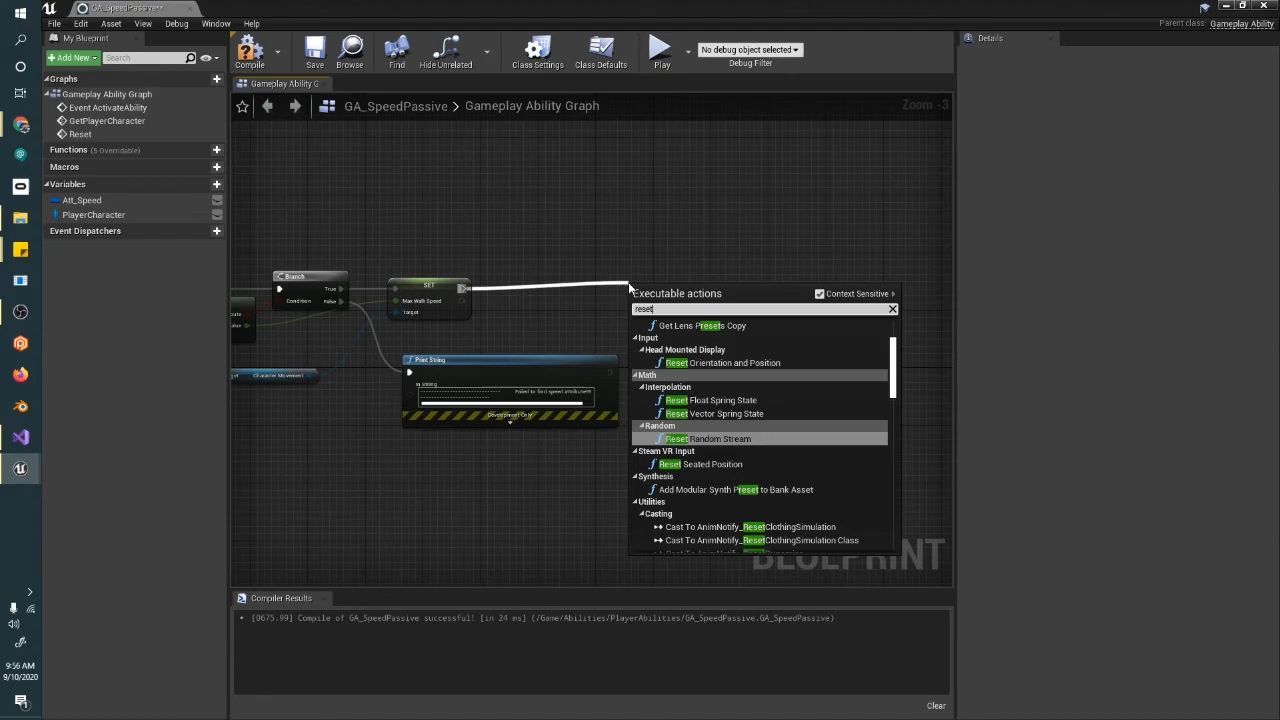 GA_SpeedPassive**
File Edit Asset View Debug Window Help
Parent class: Gameplay Ability
My Blueprint
Details
Add New
Search
Compile
Save
Browse
Find
Hide Unrelated
Class Settings
Class Defaults
Play
No debug object selected
Debug Filter
Graphs
Gameplay Ability G
Gameplay Ability Graph
Event ActivateAbility
GetPlayerCharacter
Reset
GA_SpeedPassive > Gameplay Ability Graph
Zoom -3
Functions (5 Overridable)
Macros
Variables
Att_Speed
PlayerCharacter
Event Dispatchers
Branch
True
Condition False
SET
Max Walk Speed
Target
Print String
In String
Failed to find speed attribute!!!
Development Only
Character Movement
Executable actions
Context Sensitive
reset
Get Lens Presets Copy
Input
Head Mounted Display
Reset Orientation and Position
Math
Interpolation
Reset Float Spring State
Reset Vector Spring State
Random
Reset Random Stream
Steam VR Input
Reset Seated Position
Synthesis
Add Modular Synth Preset to Bank Asset
Utilities
Casting
Cast To AnimNotify_ResetClothingSimulation
Cast To AnimNotify_ResetClothingSimulation Class
BLUEPRINT
Compiler Results
[0675.99] Compile of GA_SpeedPassive successful! [in 24 ms] (/Game/Abilities/PlayerAbilities/GA_SpeedPassive.GA_SpeedPassive)
Clear
9:56 AM
9/10/2020